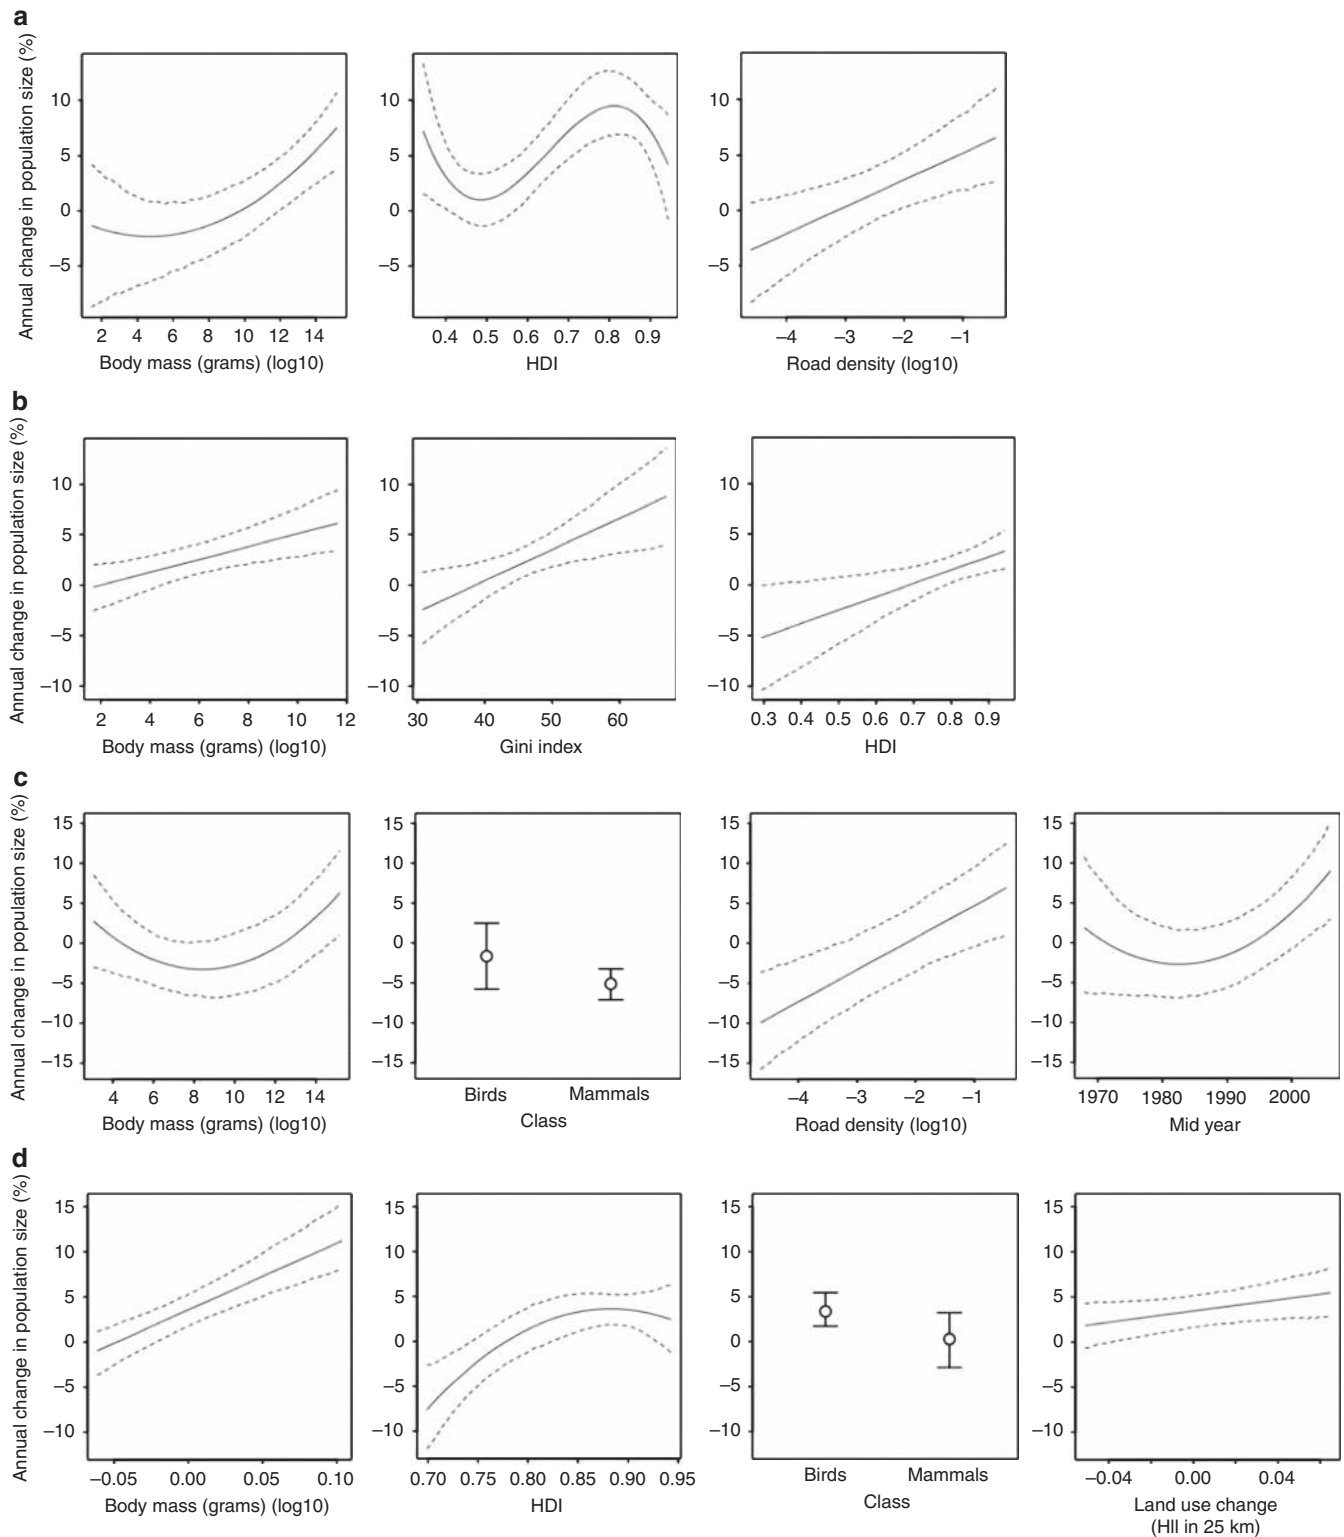 a
Annual change in population size (%)
10
5
0
–5
2 4 6 8 10 14
Body mass (grams) (log10)
10
5
0
–5
0.4 0.5 0.6 0.7 0.8 0.9
HDI
10
5
0
–5
–4 –3 –2 –1
Road density (log10)
b
Annual change in population size (%)
10
5
0
–5
–10
2 4 6 8 10 12
Body mass (grams) (log10)
10
5
0
–5
–10
30 40 50 60
Gini index
10
5
0
–5
–10
0.3 0.4 0.5 0.6 0.7 0.8 0.9
HDI
c
Annual change in population size (%)
15
10
5
0
–5
–10
–15
4 6 8 10 12 14
Body mass (grams) (log10)
15
10
5
0
–5
–10
–15
Birds Mammals
Class
15
10
5
0
–5
–10
–15
–4 –3 –2 –1
Road density (log10)
15
10
5
0
–5
–10
–15
1970 1980 1990 2000
Mid year
d
Annual change in population size (%)
15
10
5
0
–5
–10
–0.05 0.00 0.05 0.10
Body mass (grams) (log10)
15
10
5
0
–5
–10
0.70 0.75 0.80 0.85 0.90 0.95
HDI
15
10
5
0
–5
–10
Birds Mammals
Class
15
10
5
0
–5
–10
–0.04 0.00 0.04
Land use change
(HII in 25 km)